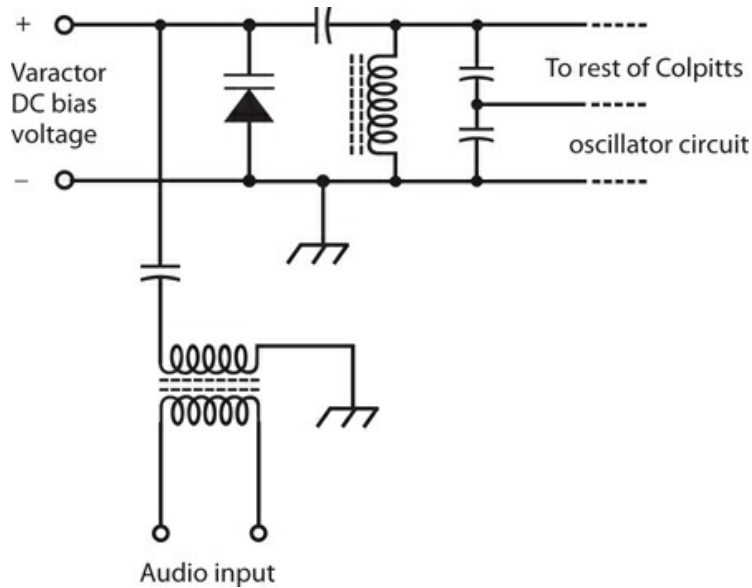 +
Varactor
DC bias
voltage
−
To rest of Colpitts
oscillator circuit
Audio input